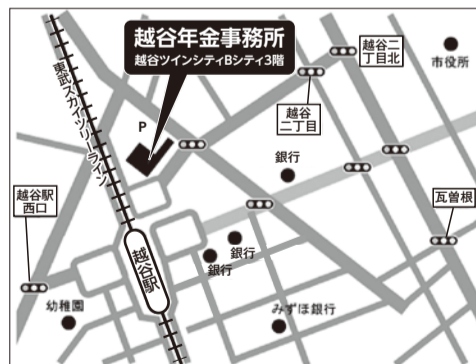 越谷年金事務所
越谷ツインシティBシティ3階
越谷二
丁目北
市役所
東武スカイツリーライン
P
越谷
二丁目
銀行
越谷駅
西口
瓦曽根
銀行
銀行
越谷駅
幼稚園
みずほ銀行